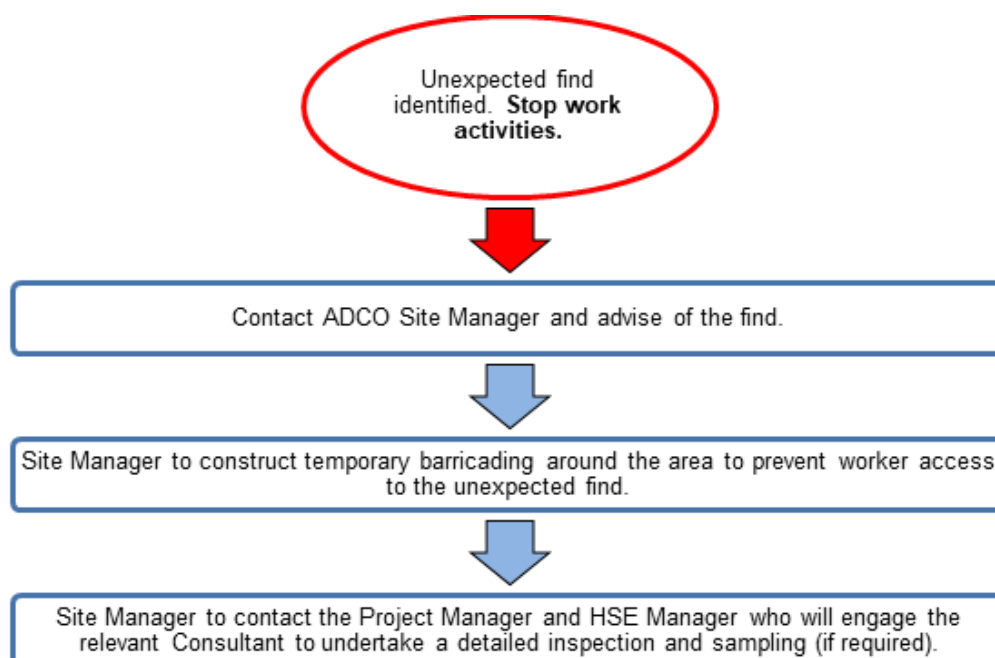 Unexpected find
identified. Stop work
activities.
Contact ADCO Site Manager and advise of the find.
Site Manager to construct temporary barricading around the area to prevent worker access
to the unexpected find.
Site Manager to contact the Project Manager and HSE Manager who will engage the
relevant Consultant to undertake a detailed inspection and sampling (if required).